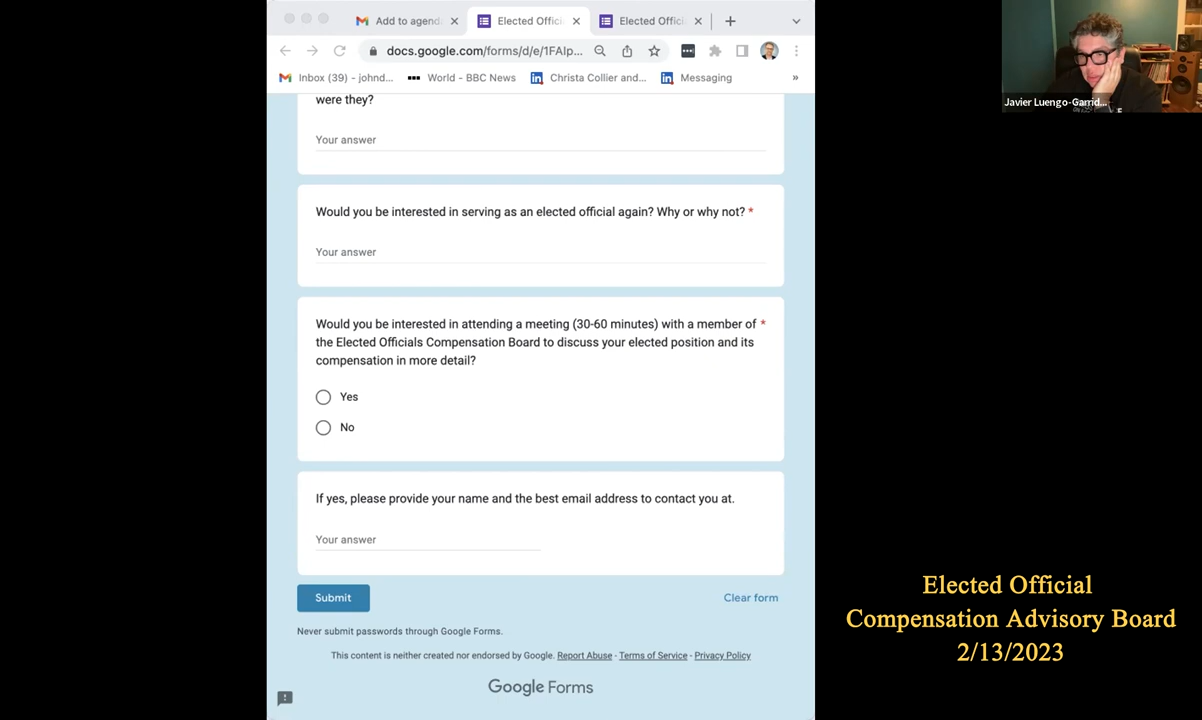 Add to agend
Elected Offici
Elected Offici
docs.google.com/forms/d/e/1FAIp...
Inbox (39) - johnd...
World - BBC News
Christa Collier and...
Messaging
»
were they?
Your answer
Would you be interested in serving as an elected official again? Why or why not? *
Your answer
Would you be interested in attending a meeting (30-60 minutes) with a member of *
the Elected Officials Compensation Board to discuss your elected position and its
compensation in more detail?
Yes
No
If yes, please provide your name and the best email address to contact you at.
Your answer
Submit
Clear form
Never submit passwords through Google Forms.
This content is neither created nor endorsed by Google. Report Abuse - Terms of Service - Privacy Policy
Google Forms
Javier Luengo-Garrid...
Elected Official
Compensation Advisory Board
2/13/2023